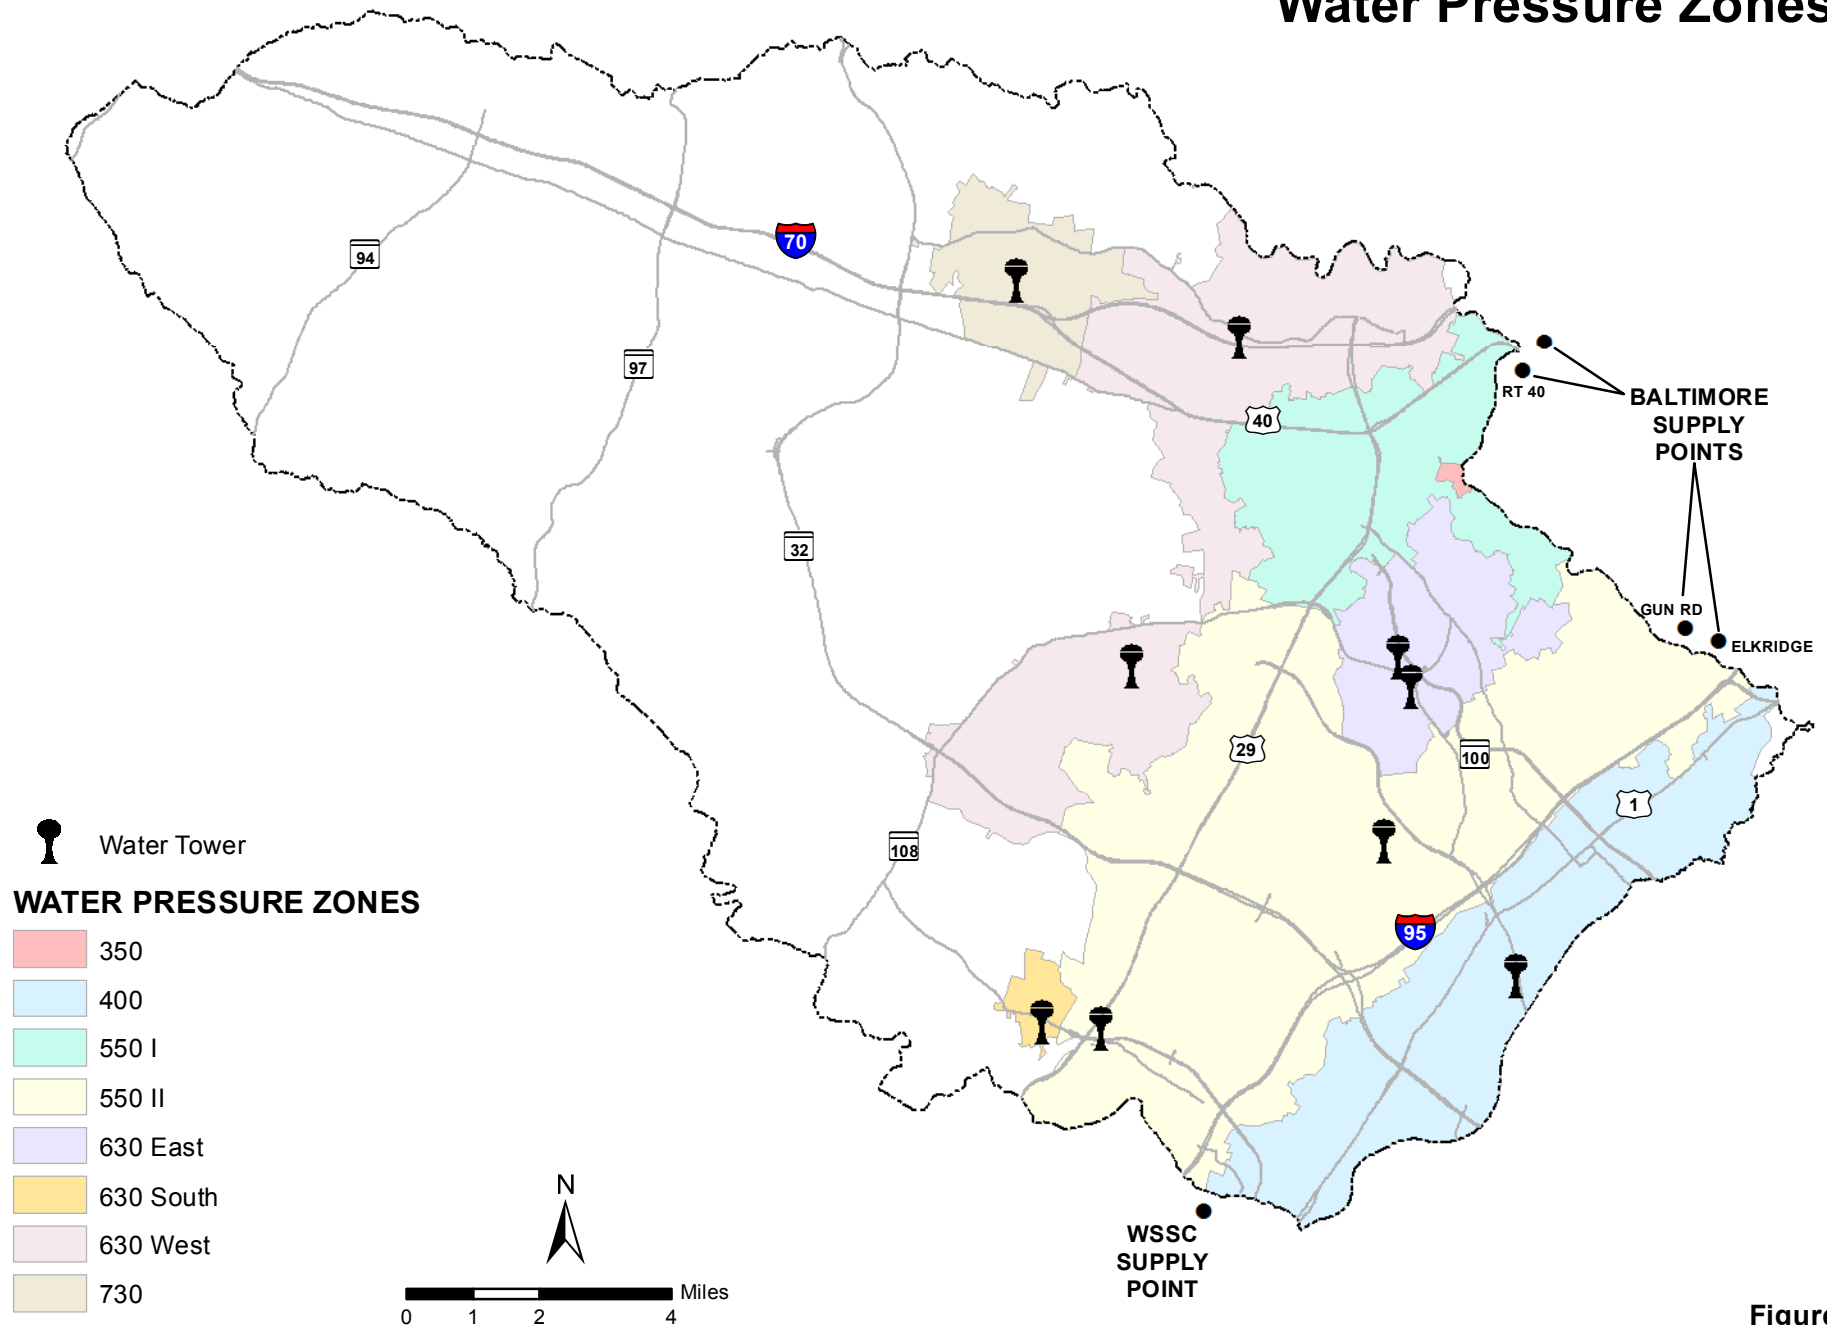 Water Pressure Zones
70
94
97
32
40
RT 40
BALTIMORE
SUPPLY
POINTS
GUN RD
ELKRIDGE
29
100
1
108
95
Water Tower
WATER PRESSURE ZONES
350
400
550 I
550 II
630 East
630 South
630 West
730
N
Miles
0 1 2 4
WSSC
SUPPLY
POINT
Figure